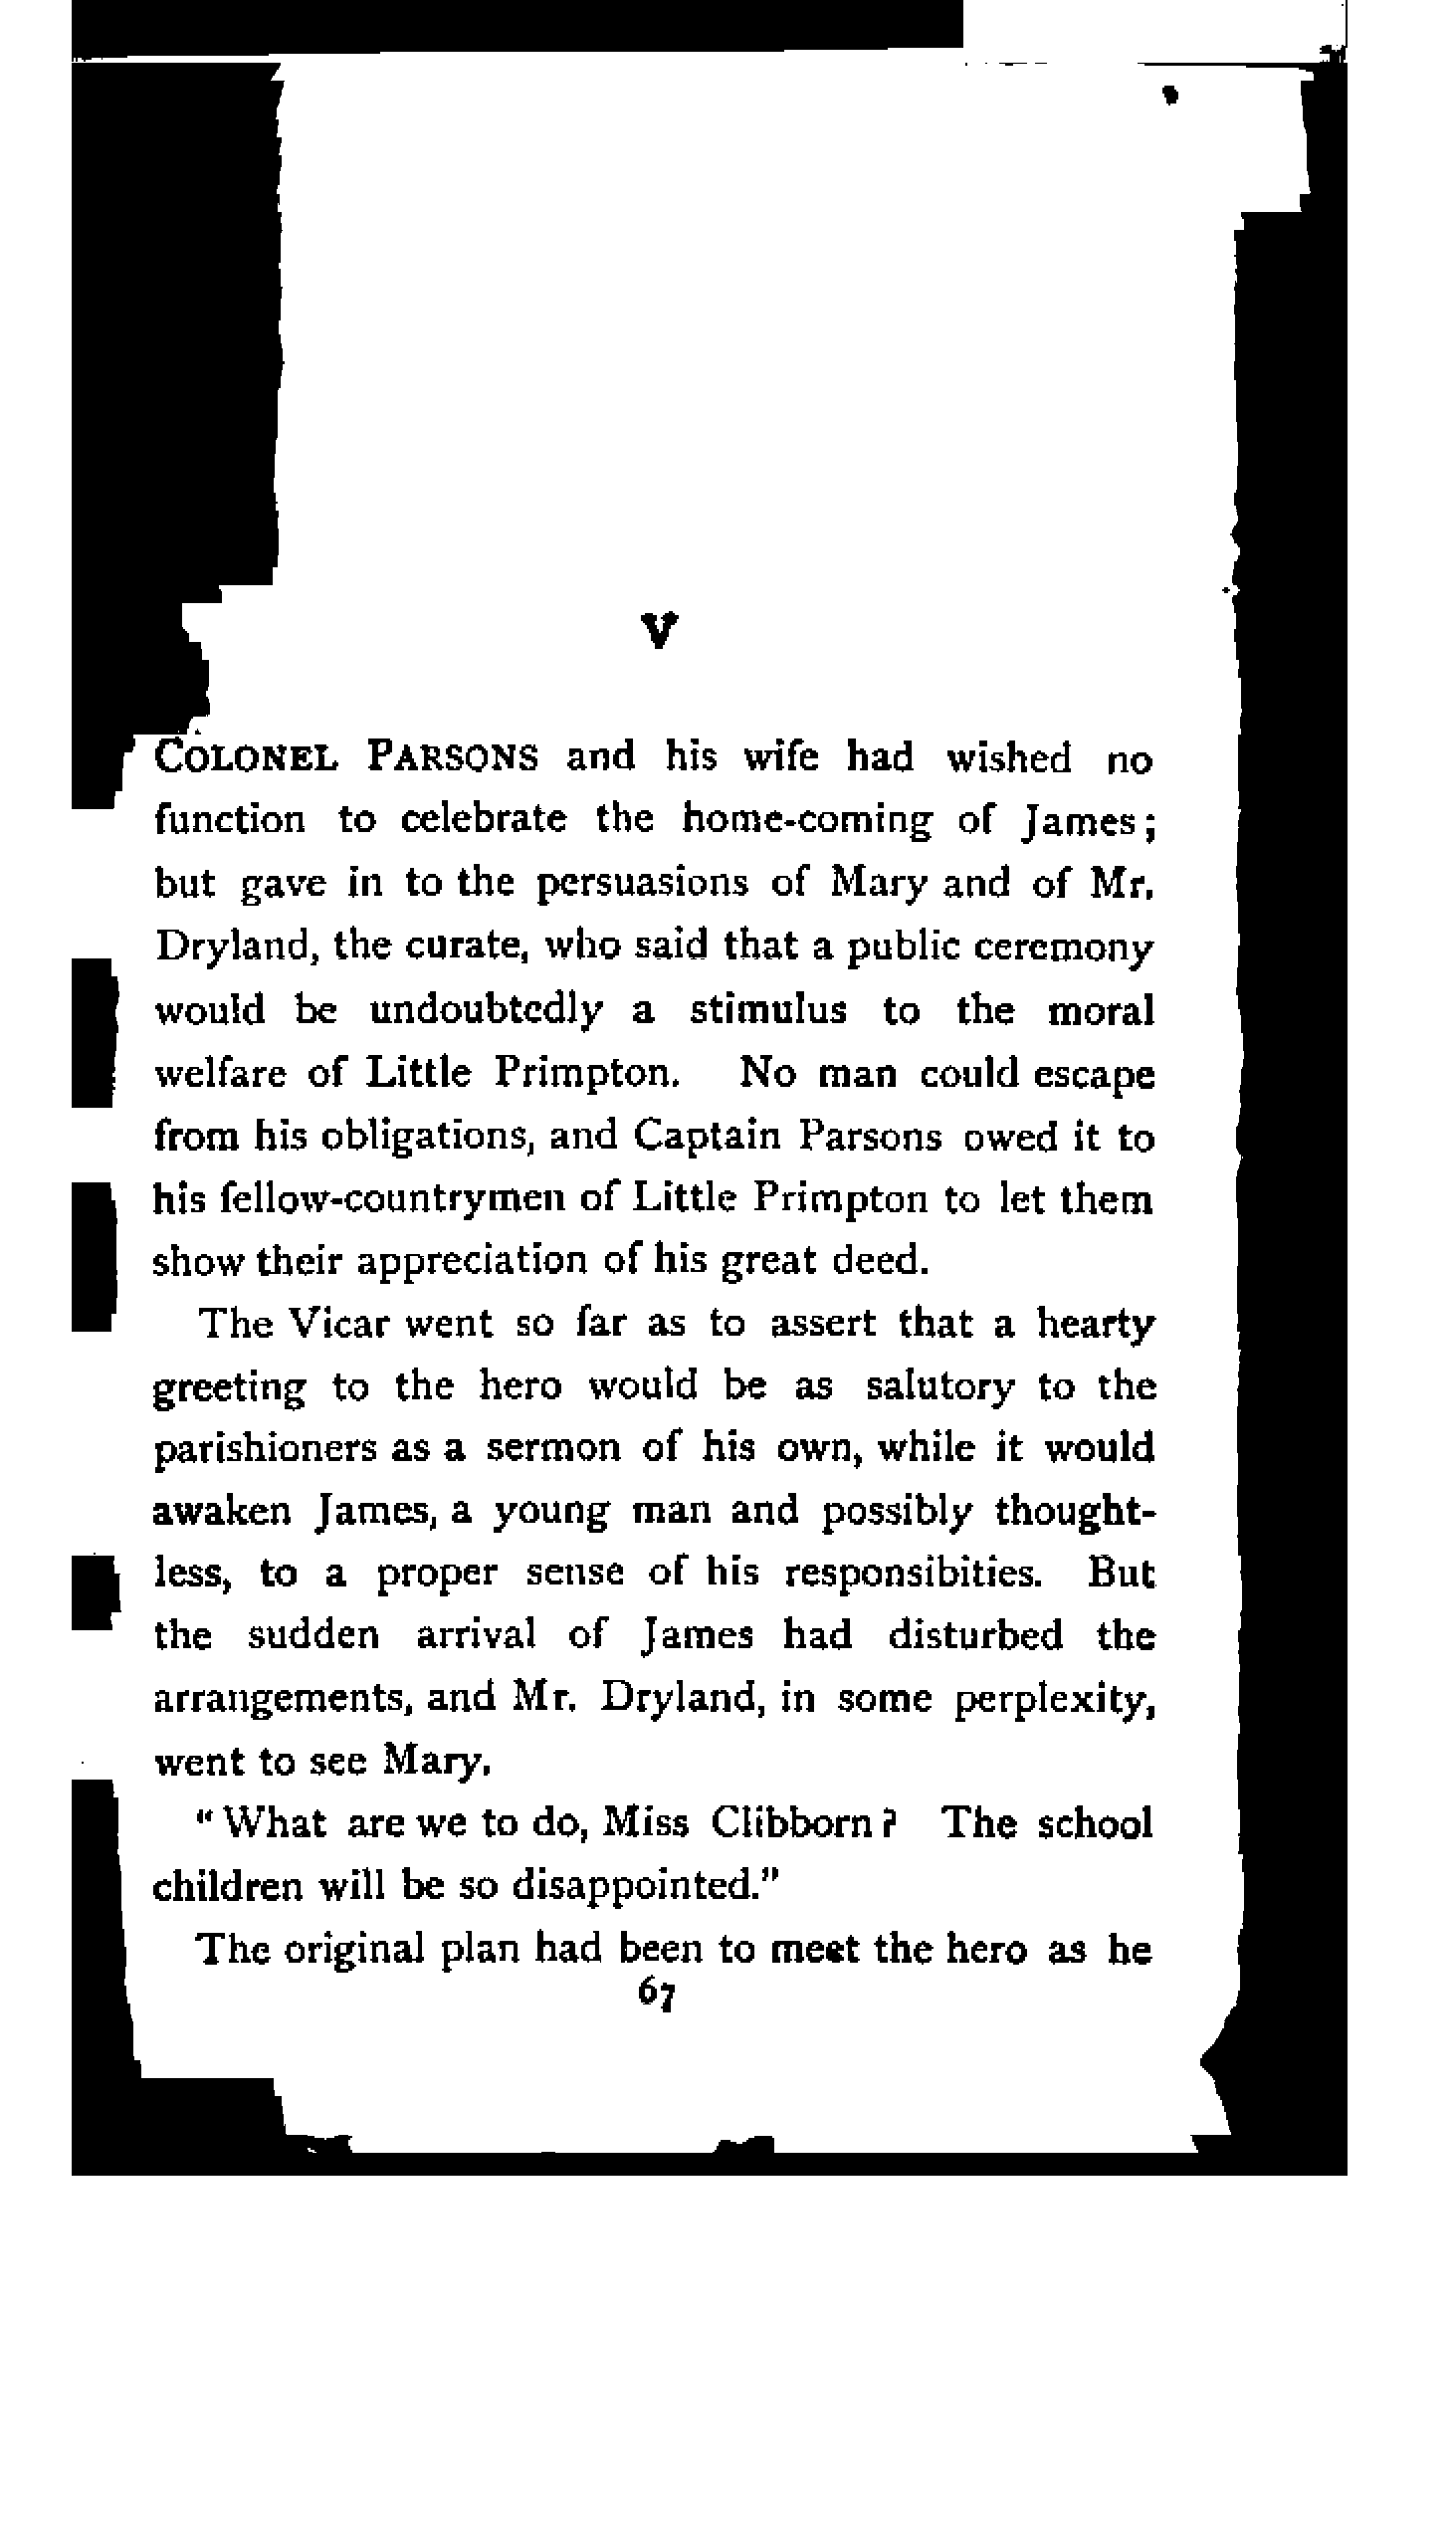 V
COLONEL PARSONS and his wife had wished no
function to celebrate the home-coming of James;
but gave in to the persuasions of Mary and of Mr.
Dryland, the curate, who said that a public ceremony
would be undoubtedly a stimulus to the moral
welfare of Little Primpton. No man could escape
from his obligations, and Captain Parsons owed it to
his fellow-countrymen of Little Primpton to let them
show their appreciation of his great deed.
The Vicar went so far as to assert that a hearty
greeting to the hero would be as salutory to the
parishioners as a sermon of his own, while it would
awaken James, a young man and possibly thought-
less, to a proper sense of his responsibities. But
the sudden arrival of James had disturbed the
arrangements, and Mr. Dryland, in some perplexity,
went to see Mary.
"What are we to do, Miss Clibborn? The school
children will be so disappointed."
The original plan had been to meet the hero as he
67